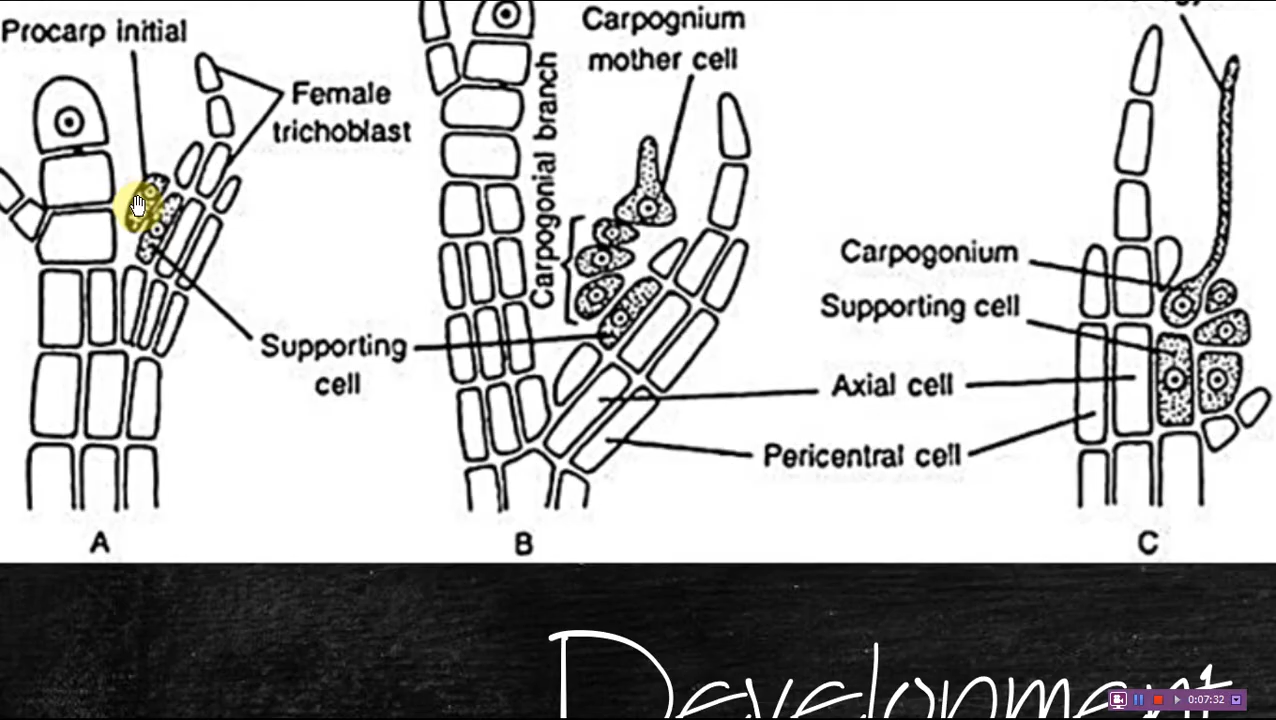 Procarp initial
Female
trichoblast
Supporting
cell
A
Carpognium
mother cell
Carpogonial branch
B
Carpogonium
Supporting cell
Axial cell
Pericentral cell
C
Development
0:07:32